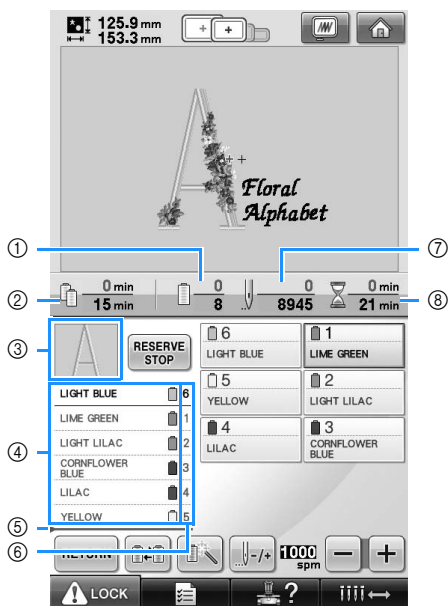 125.9 mm
153.3 mm
Floral
Alphabet
① ⑦
0 min 0 0 0 min
② 15 min 8 8945 21 min ⑧
③
RESERVE
STOP
6
LIGHT BLUE
1
LIME GREEN
5
YELLOW
2
LIGHT LILAC
4
LILAC
3
CORNFLOWER
BLUE
④
LIGHT BLUE 6
LIME GREEN 1
LIGHT LILAC 2
CORNFLOWER
BLUE 3
LILAC 4
YELLOW 5
⑤
⑥
RETURN
-/+
1000
spm
− +
LOCK
?